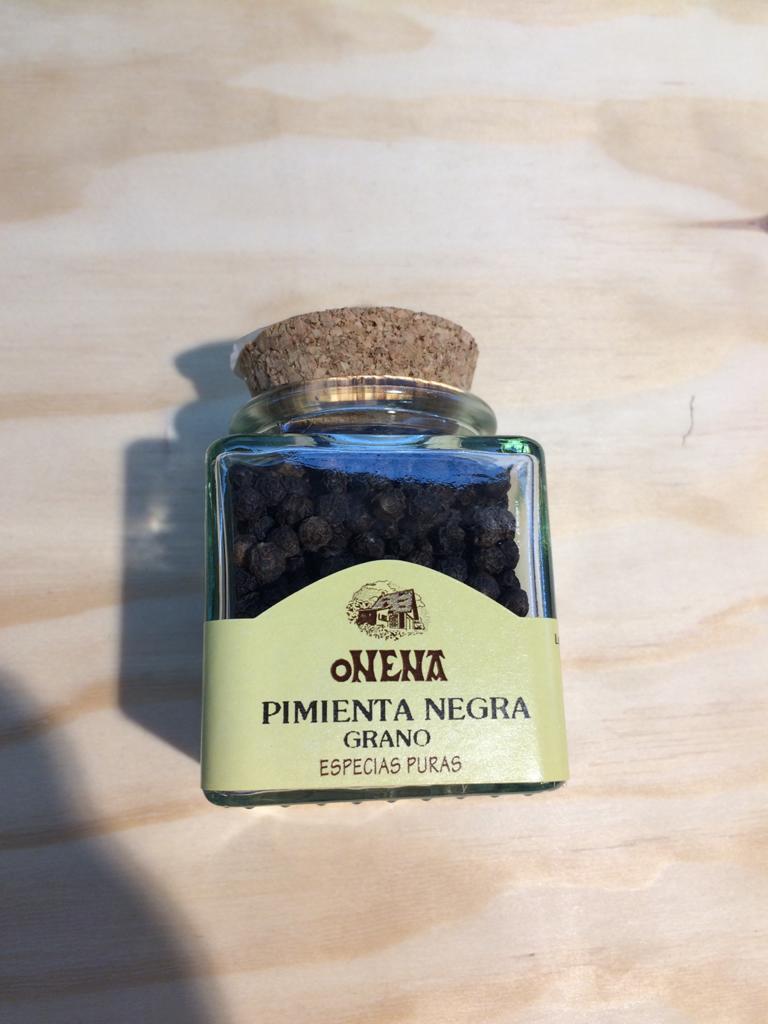 ONENA
PIMIENTA NEGRA
GRANO
ESPECIAS PURAS